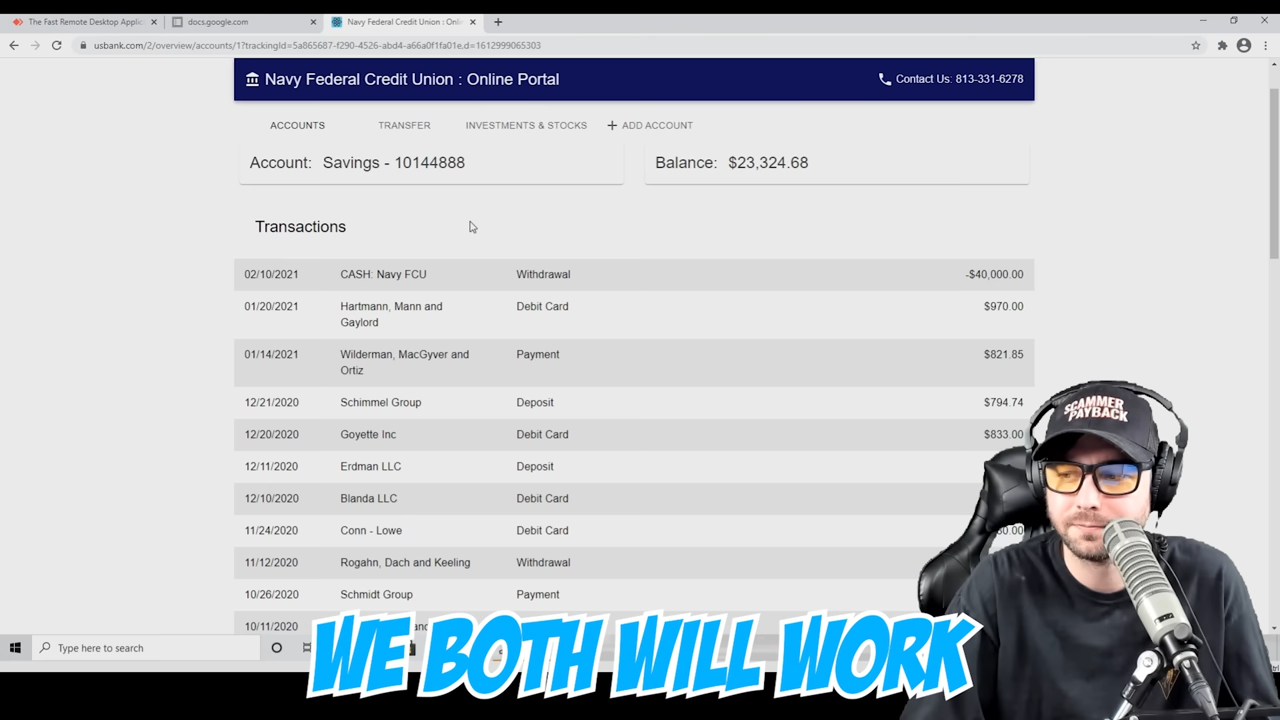 The Fast Remote Desktop Applic
docs.google.com
Navy Federal Credit Union : Onlin
usbank.com/2/overview/accounts/1?trackingId=5a865687-f290-4526-abd4-a66a0f1fa01e.d=1612999065303
Navy Federal Credit Union : Online Portal
Contact Us: 813-331-6278
ACCOUNTS
TRANSFER
INVESTMENTS & STOCKS
+ ADD ACCOUNT
Account: Savings - 10144888
Balance: $23,324.68
Transactions
02/10/2021 CASH: Navy FCU Withdrawal -$40,000.00
01/20/2021 Hartmann, Mann and Debit Card $970.00
Gaylord
01/14/2021 Wilderman, MacGyver and Payment $821.85
Ortiz
12/21/2020 Schimmel Group Deposit $794.74
12/20/2020 Goyette Inc Debit Card $833.00
12/11/2020 Erdman LLC Deposit
12/10/2020 Blanda LLC Debit Card
11/24/2020 Conn - Lowe Debit Card
11/12/2020 Rogahn, Dach and Keeling Withdrawal
10/26/2020 Schmidt Group Payment
10/11/2020
SCAMMER
PAYBACK
WE BOTH WILL WORK
Type here to search